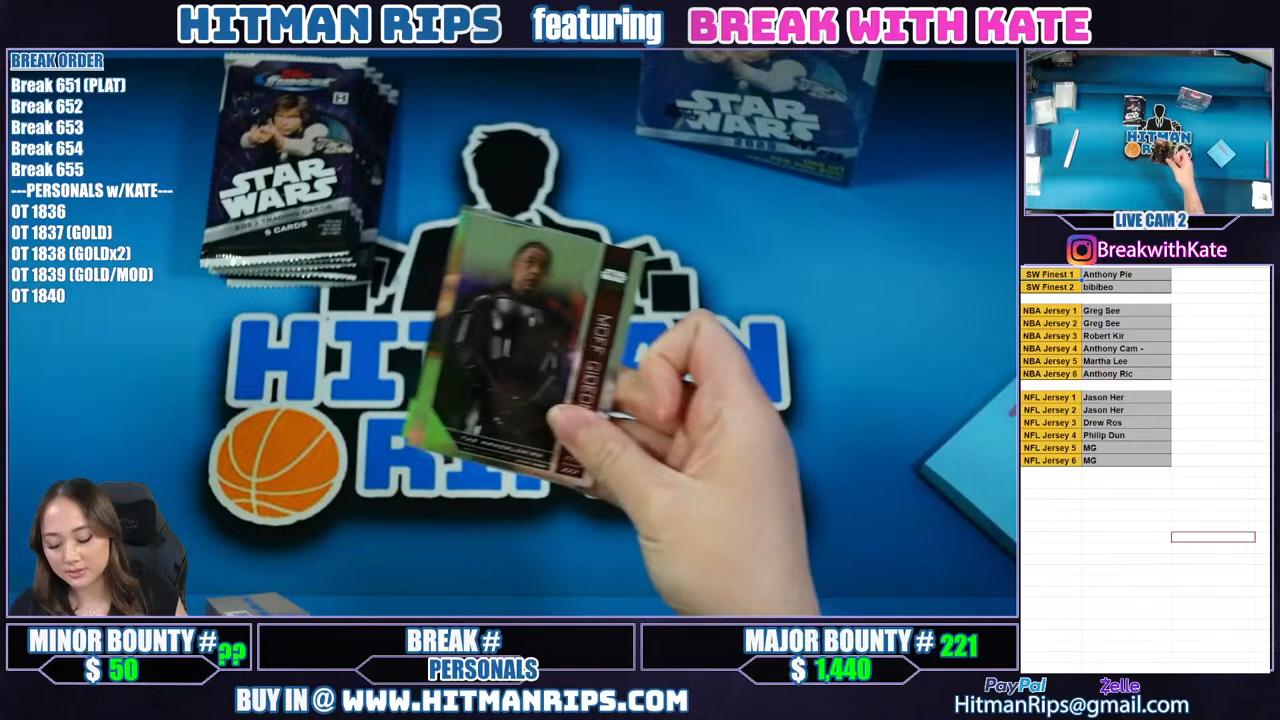 HITMAN RIPS featuring BREAK WITH KATE
BREAK ORDER
Break 651 (PLAT)
Break 652
Break 653
Break 654
Break 655
---PERSONALS w/KATE---
OT 1836
OT 1837 (GOLD)
OT 1838 (GOLDx2)
OT 1839 (GOLD/MOD)
OT 1840
Topps
Finest
H
STAR
WARS
2023 TRADING CARDS
5 CARDS
STAR
WARS
2023
MOFF GIDEON
HITMAN
LIVE CAM 2
BreakwithKate
SW Finest 1 Anthony Pie
SW Finest 2 bibibeo
NBA Jersey 1 Greg See
NBA Jersey 2 Greg See
NBA Jersey 3 Robert Kir
NBA Jersey 4 Anthony Cam -
NBA Jersey 5 Martha Lee
NBA Jersey 6 Anthony Ric
NFL Jersey 1 Jason Her
NFL Jersey 2 Jason Her
NFL Jersey 3 Drew Ros
NFL Jersey 4 Philip Dun
NFL Jersey 5 MG
NFL Jersey 6 MG
MINOR BOUNTY # ??
$ 50
BREAK #
PERSONALS
MAJOR BOUNTY # 221
$ 1,440
BUY IN @ WWW.HITMANRIPS.COM
PayPal Zelle
HitmanRips@gmail.com